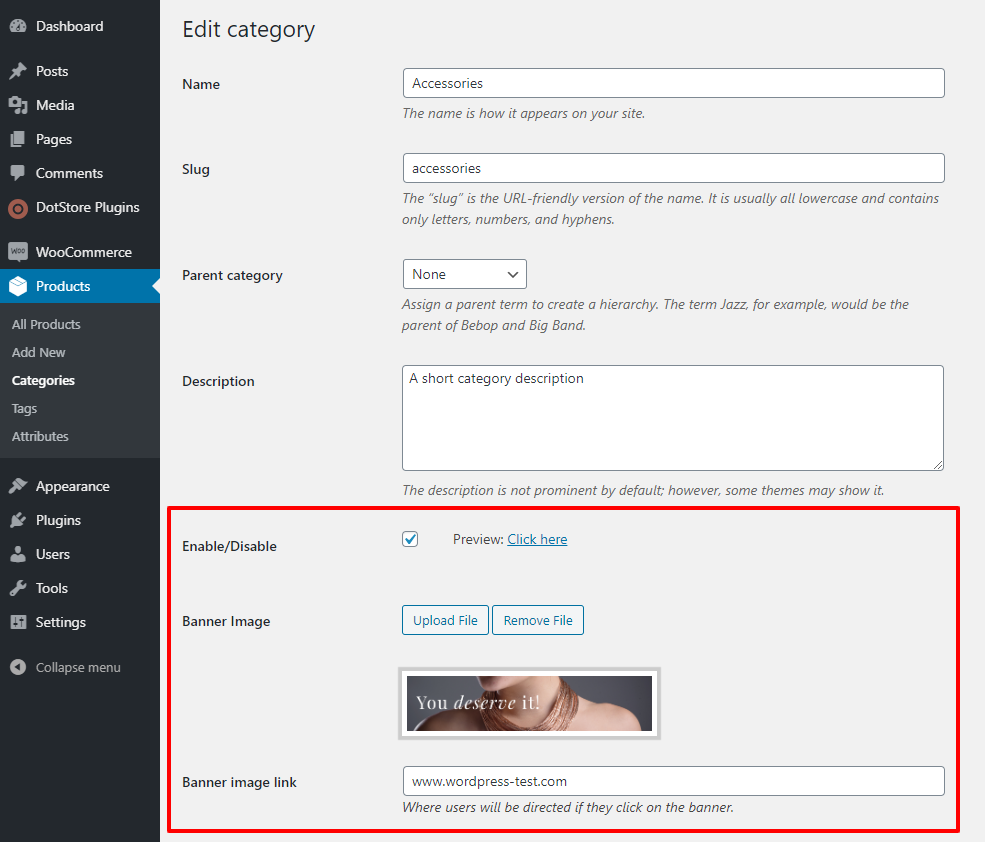 Dashboard
Posts
Media
Pages
Comments
DotStore Plugins
Woo
WooCommerce
Products
All Products
Add New
Categories
Tags
Attributes
Appearance
Plugins
Users
Tools
Settings
Collapse menu
Edit category
Name
Accessories
The name is how it appears on your site.
Slug
accessories
The “slug” is the URL-friendly version of the name. It is usually all lowercase and contains
only letters, numbers, and hyphens.
Parent category
None
Assign a parent term to create a hierarchy. The term Jazz, for example, would be the
parent of Bebop and Big Band.
Description
A short category description
The description is not prominent by default; however, some themes may show it.
Enable/Disable
Preview: Click here
Banner Image
Upload File
Remove File
You deserve it!
Banner image link
www.wordpress-test.com
Where users will be directed if they click on the banner.